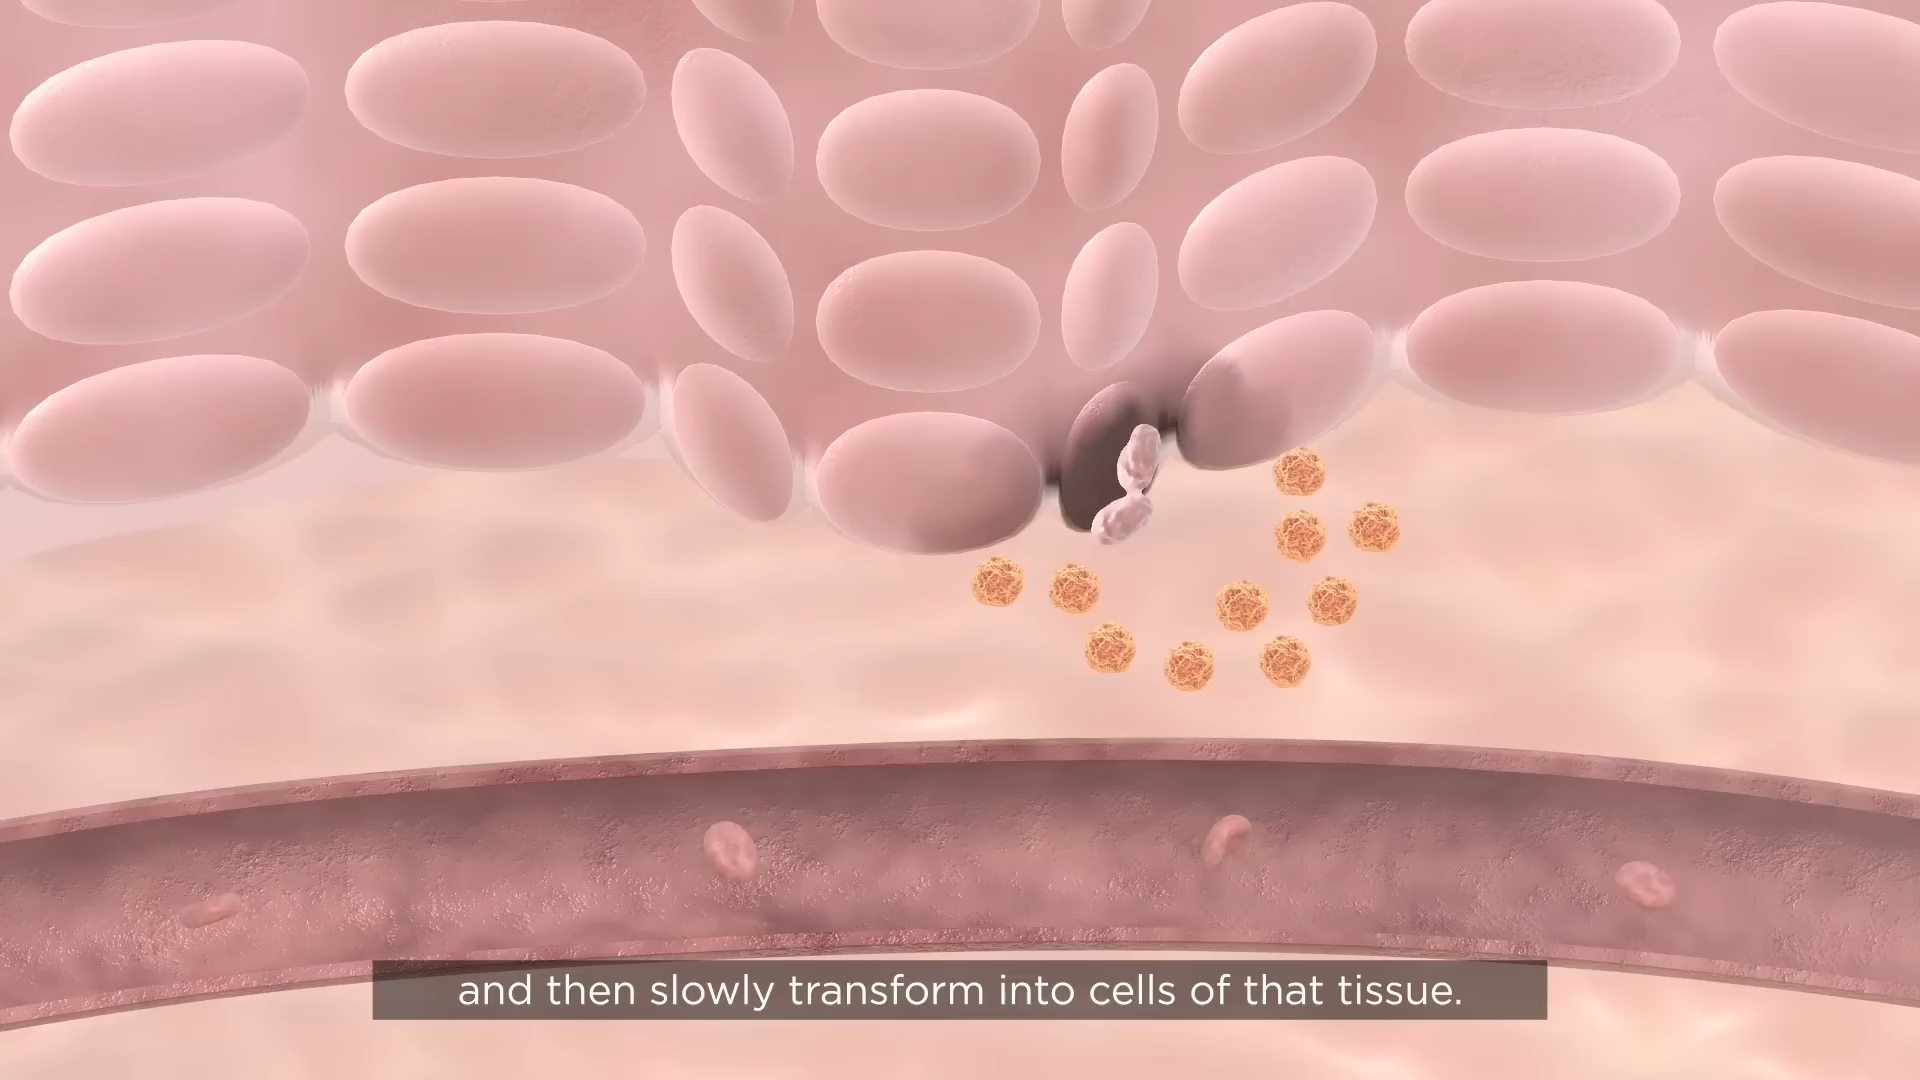 and then slowly transform into cells of that tissue.